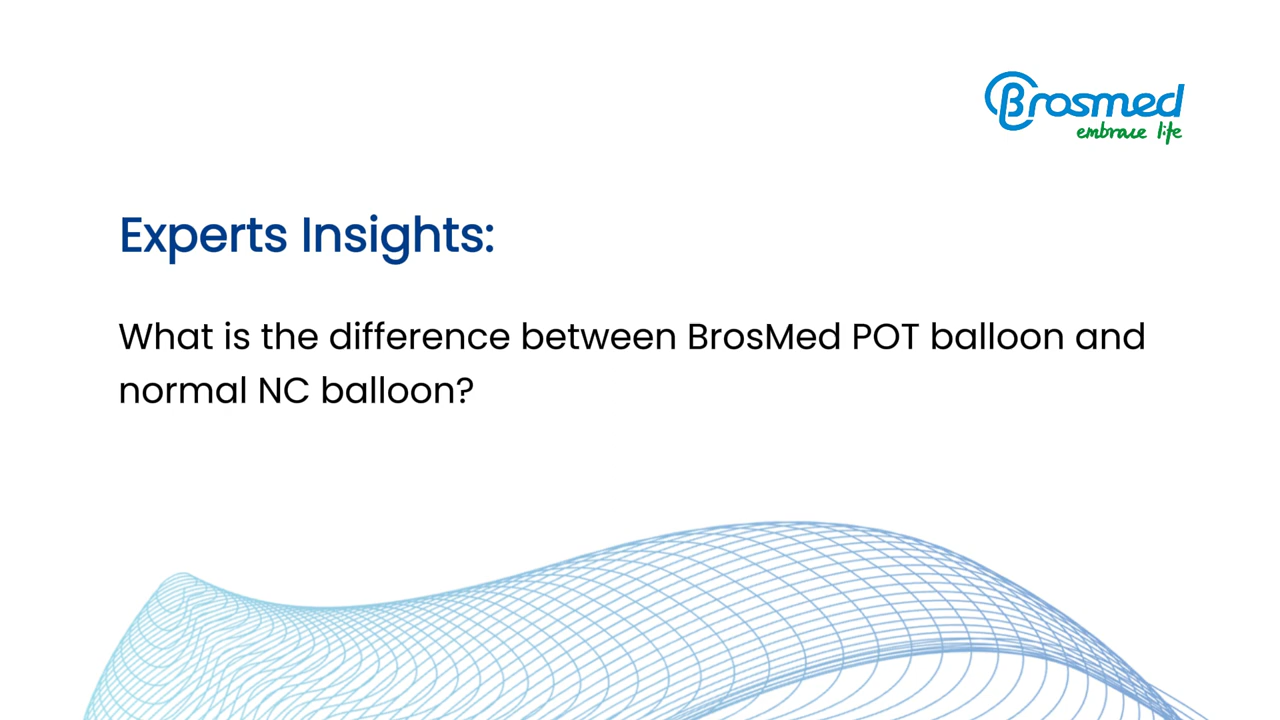 Brosmed
embrace life
Experts Insights:
What is the difference between BrosMed POT balloon and
normal NC balloon?